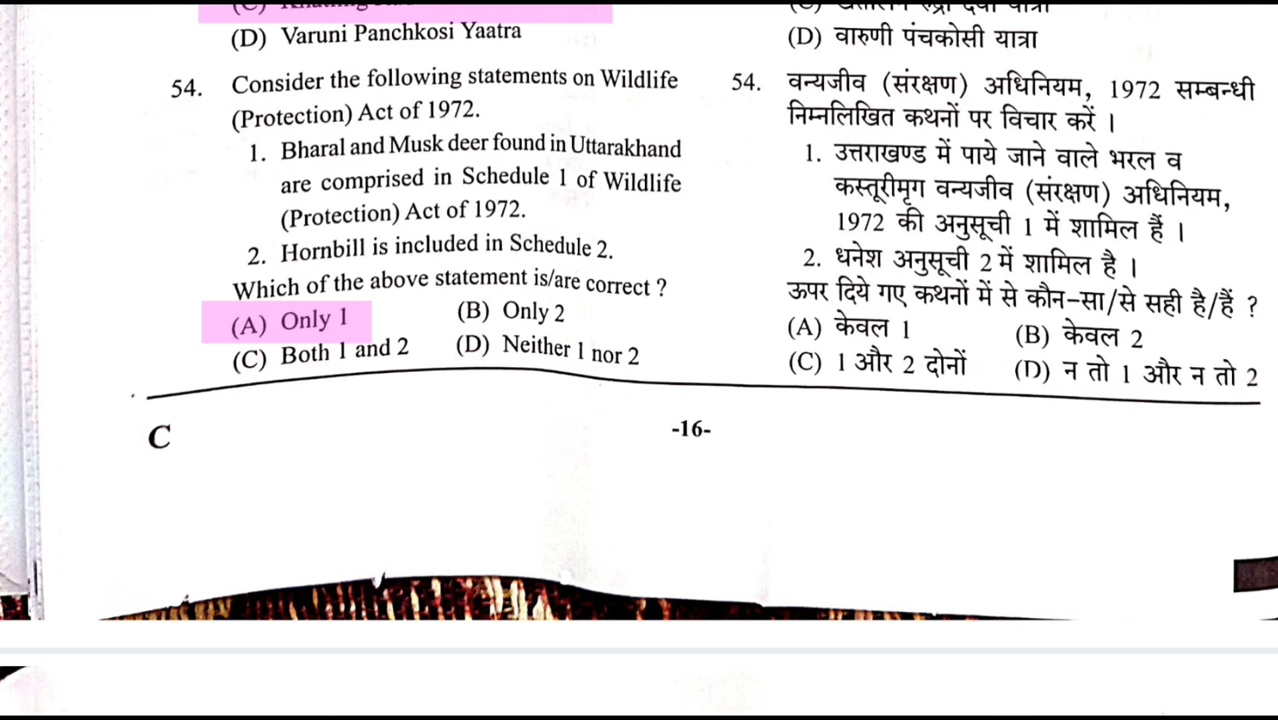 (D) Varuni Panchkosi Yaatra
54. Consider the following statements on Wildlife
(Protection) Act of 1972.
1. Bharal and Musk deer found in Uttarakhand
are comprised in Schedule 1 of Wildlife
(Protection) Act of 1972.
2. Hornbill is included in Schedule 2.
Which of the above statement is/are correct ?
(A) Only 1 (B) Only 2
(C) Both 1 and 2 (D) Neither 1 nor 2
(D) वारुणी पंचकोसी यात्रा
54. वन्यजीव (संरक्षण) अधिनियम, 1972 सम्बन्धी
निम्नलिखित कथनों पर विचार करें ।
1. उत्तराखण्ड में पाये जाने वाले भरल व
कस्तूरीमृग वन्यजीव (संरक्षण) अधिनियम,
1972 की अनुसूची 1 में शामिल हैं ।
2. धनेश अनुसूची 2 में शामिल है ।
ऊपर दिये गए कथनों में से कौन-सा/से सही है/हैं ?
(A) केवल 1 (B) केवल 2
(C) 1 और 2 दोनों (D) न तो 1 और न तो 2
C
-16-